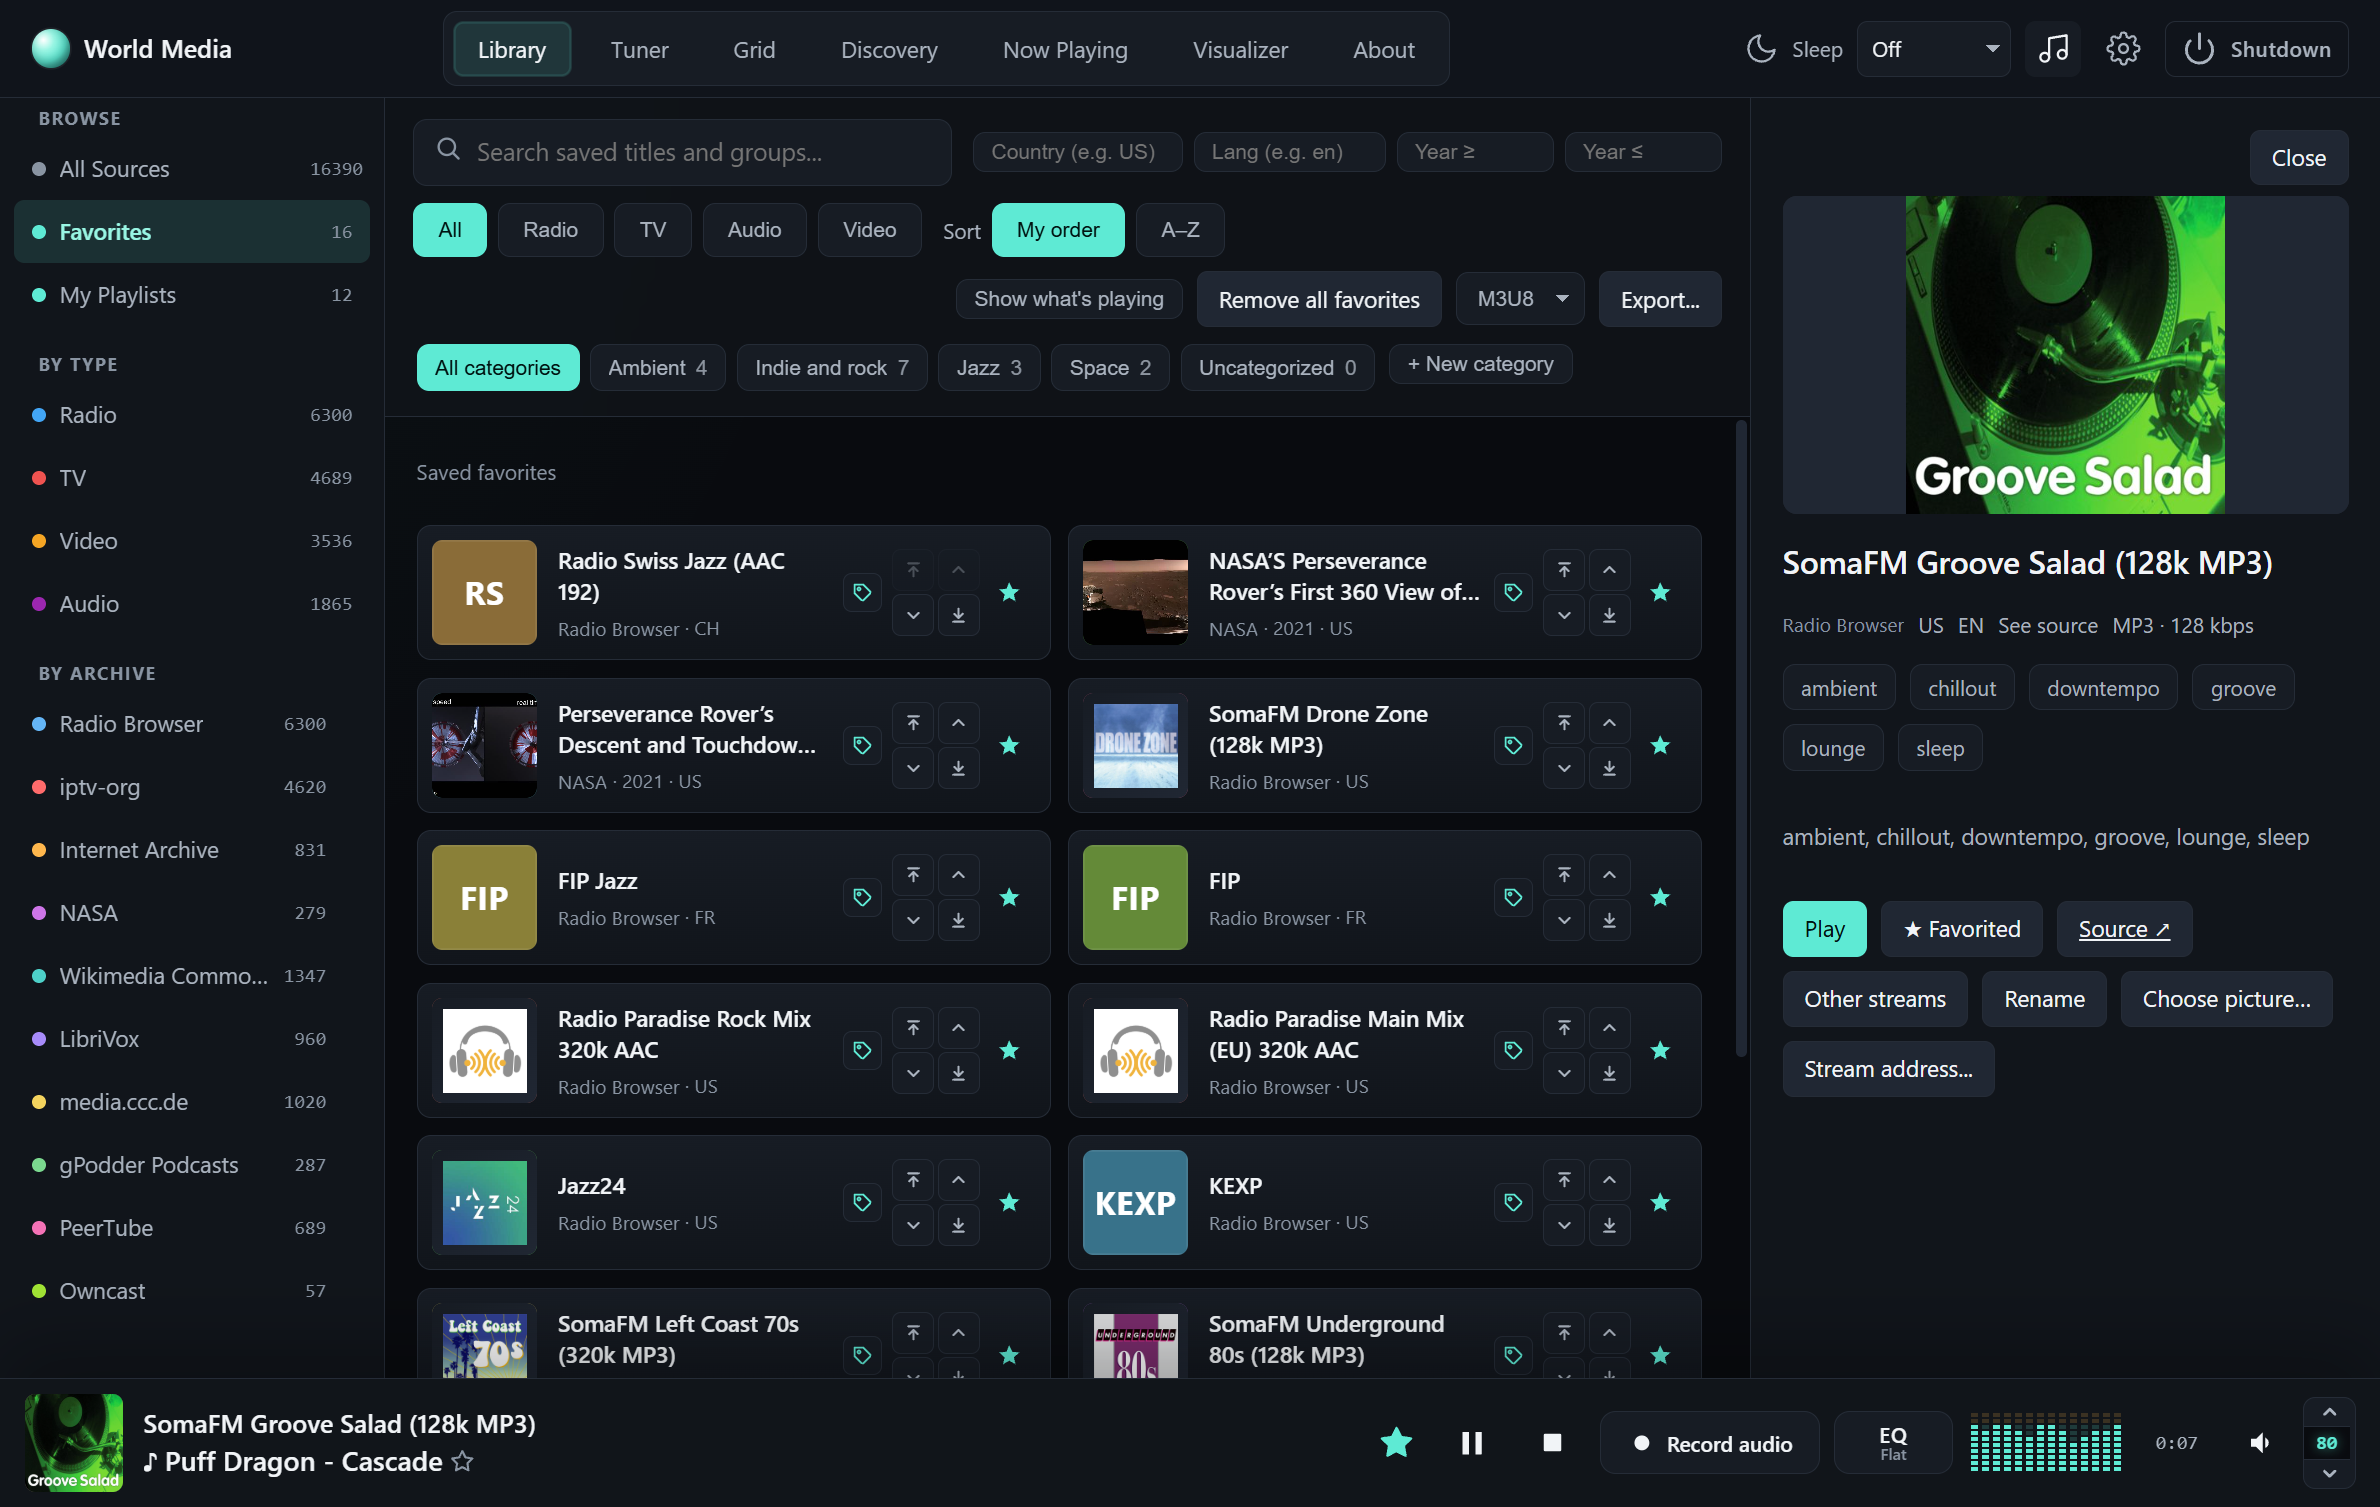 World Media
Library
Tuner
Grid
Discovery
Now Playing
Visualizer
About
Sleep
Off
Shutdown
BROWSE
All Sources 16390
Favorites 16
My Playlists 12
BY TYPE
Radio 6300
TV 4689
Video 3536
Audio 1865
BY ARCHIVE
Radio Browser 6300
iptv-org 4620
Internet Archive 831
NASA 279
Wikimedia Commo... 1347
LibriVox 960
media.ccc.de 1020
gPodder Podcasts 287
PeerTube 689
Owncast 57
Search saved titles and groups...
Country (e.g. US)
Lang (e.g. en)
Year ≥
Year ≤
All
Radio
TV
Audio
Video
Sort
My order
A–Z
Show what's playing
Remove all favorites
M3U8
Export...
All categories
Ambient 4
Indie and rock 7
Jazz 3
Space 2
Uncategorized 0
+ New category
Saved favorites
RS
Radio Swiss Jazz (AAC
192)
Radio Browser · CH
NASA'S Perseverance
Rover's First 360 View of...
NASA · 2021 · US
speed
Perseverance Rover's
Descent and Touchdow...
NASA · 2021 · US
DRONE ZONE
SomaFM Drone Zone
(128k MP3)
Radio Browser · US
FIP
FIP Jazz
Radio Browser · FR
FIP
FIP
Radio Browser · FR
Radio Paradise Rock Mix
320k AAC
Radio Browser · US
Radio Paradise Main Mix
(EU) 320k AAC
Radio Browser · US
JAZZ 24
Jazz24
Radio Browser · US
KEXP
KEXP
Radio Browser · US
Left Coast
70s
SomaFM Left Coast 70s
(320k MP3)
UNDERGROUND
80s
SomaFM Underground
80s (128k MP3)
Close
Groove Salad
SomaFM Groove Salad (128k MP3)
Radio Browser US EN See source MP3 · 128 kbps
ambient
chillout
downtempo
groove
lounge
sleep
ambient, chillout, downtempo, groove, lounge, sleep
Play
★ Favorited
Source ↗
Other streams
Rename
Choose picture...
Stream address...
Groove Salad
SomaFM Groove Salad (128k MP3)
♪ Puff Dragon - Cascade ☆
Record audio
EQ
Flat
0:07
80